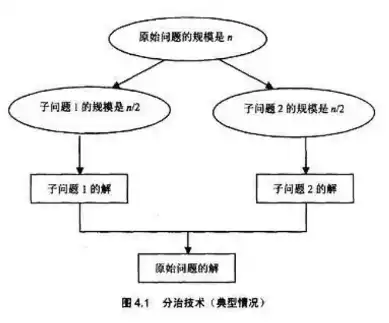 原始问题的规模是 n
子问题 1 的规模是 n/2
子问题 2 的规模是 n/2
子问题 1 的解
子问题 2 的解
原始问题的解
图 4.1 分治技术（典型情况）